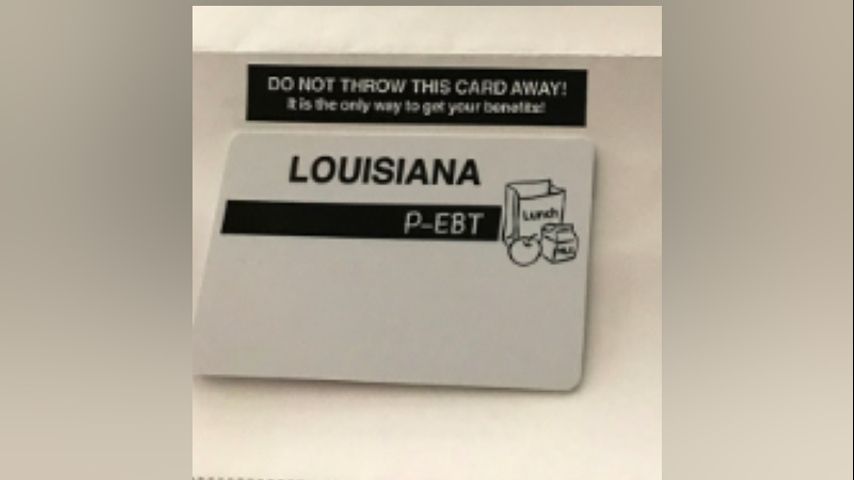 DO NOT THROW THIS CARD AWAY!
It is the only way to get your benefits!
LOUISIANA
P-EBT
Lunch